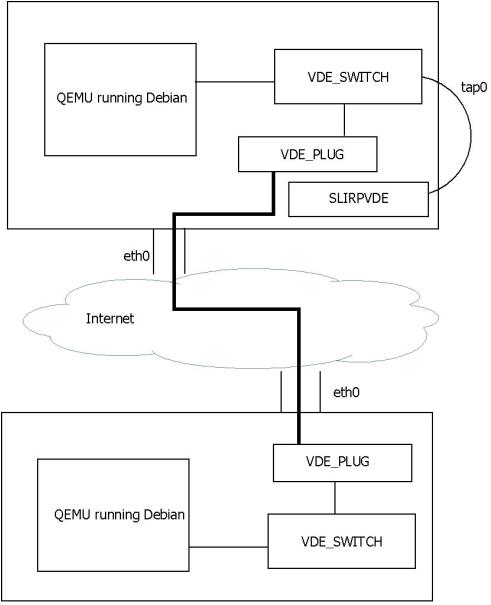 QEMU running Debian
VDE_SWITCH
tap0
VDE_PLUG
SLIRPVDE
eth0
Internet
eth0
VDE_PLUG
QEMU running Debian
VDE_SWITCH